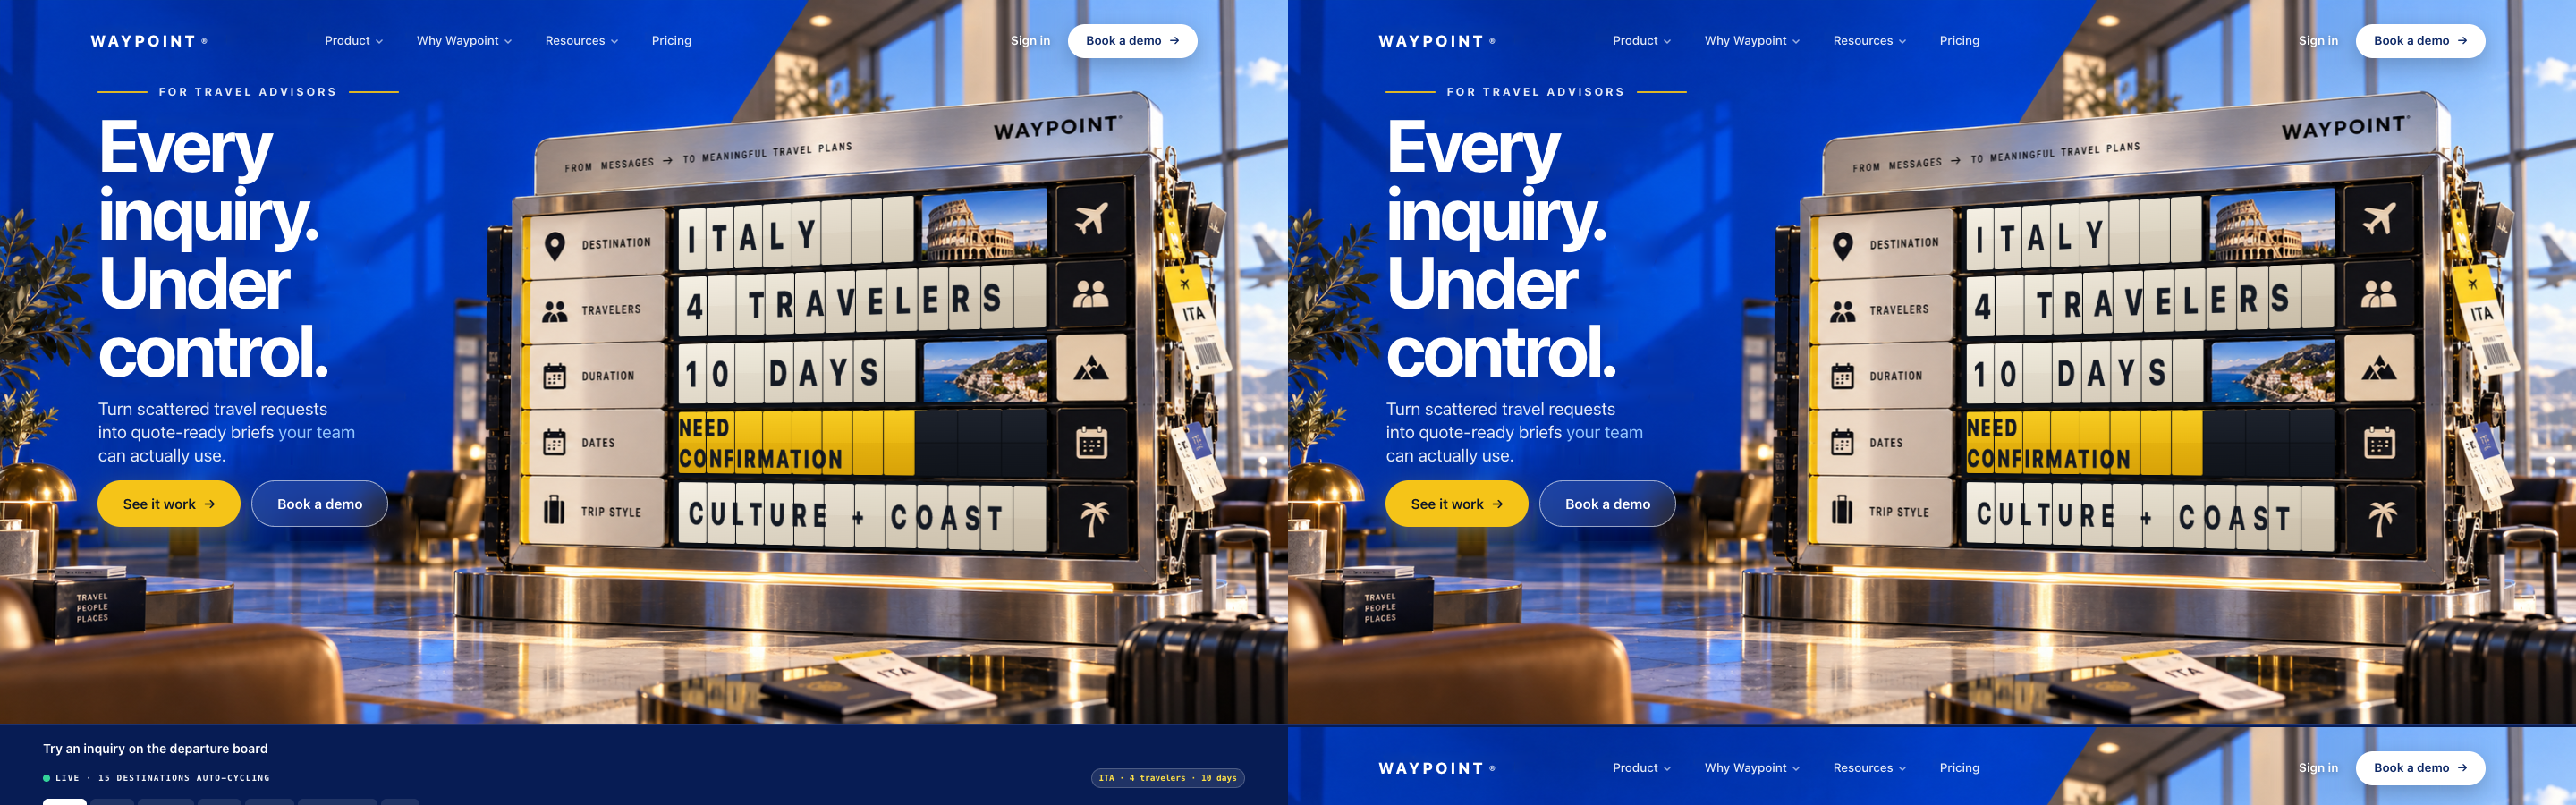 WAYPOINT®
Product
Why Waypoint
Resources
Pricing
Sign in
Book a demo →
FOR TRAVEL ADVISORS
Every
inquiry.
Under
control.
Turn scattered travel requests
into quote-ready briefs your team
can actually use.
See it work →
Book a demo
FROM MESSAGES → TO MEANINGFUL TRAVEL PLANS
WAYPOINT
DESTINATION
ITALY
TRAVELERS
4 TRAVELERS
DURATION
10 DAYS
DATES
NEED
CONFIRMATION
TRIP STYLE
CULTURE + COAST
ITA
TRAVEL
PEOPLE
PLACES
ITA
Try an inquiry on the departure board
LIVE · 15 DESTINATIONS AUTO-CYCLING
ITA · 4 travelers · 10 days
WAYPOINT®
Product
Why Waypoint
Resources
Pricing
Sign in
Book a demo →
FOR TRAVEL ADVISORS
Every
inquiry.
Under
control.
Turn scattered travel requests
into quote-ready briefs your team
can actually use.
See it work →
Book a demo
FROM MESSAGES → TO MEANINGFUL TRAVEL PLANS
WAYPOINT
DESTINATION
ITALY
TRAVELERS
4 TRAVELERS
DURATION
10 DAYS
DATES
NEED
CONFIRMATION
TRIP STYLE
CULTURE + COAST
ITA
TRAVEL
PEOPLE
PLACES
ITA
WAYPOINT®
Product
Why Waypoint
Resources
Pricing
Sign in
Book a demo →